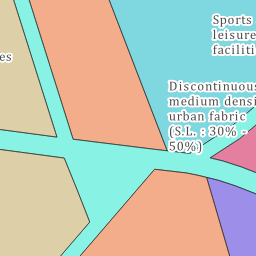 Sports
leisure
faciliti
es
Discontinuous
medium densi
urban fabric
(S.L. : 30% -
50%)